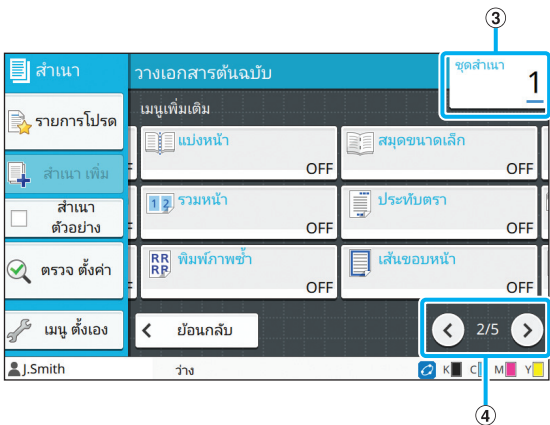 ③
สำเนา
วางเอกสารต้นฉบับ
ชุดสำเนา
1
รายการโปรด
เมนูเพิ่มเติม
แบ่งหน้า
OFF
สมุดขนาดเล็ก
OFF
สำเนา เพิ่ม
1 2
รวมหน้า
OFF
ประทับตรา
OFF
สำเนา
ตัวอย่าง
RR
RR
พิมพ์ภาพซ้ำ
OFF
เส้นขอบหน้า
OFF
ตรวจ ตั้งค่า
เมนู ตั้งเอง
ย้อนกลับ
2/5
J.Smith
ว่าง
K C M Y
④